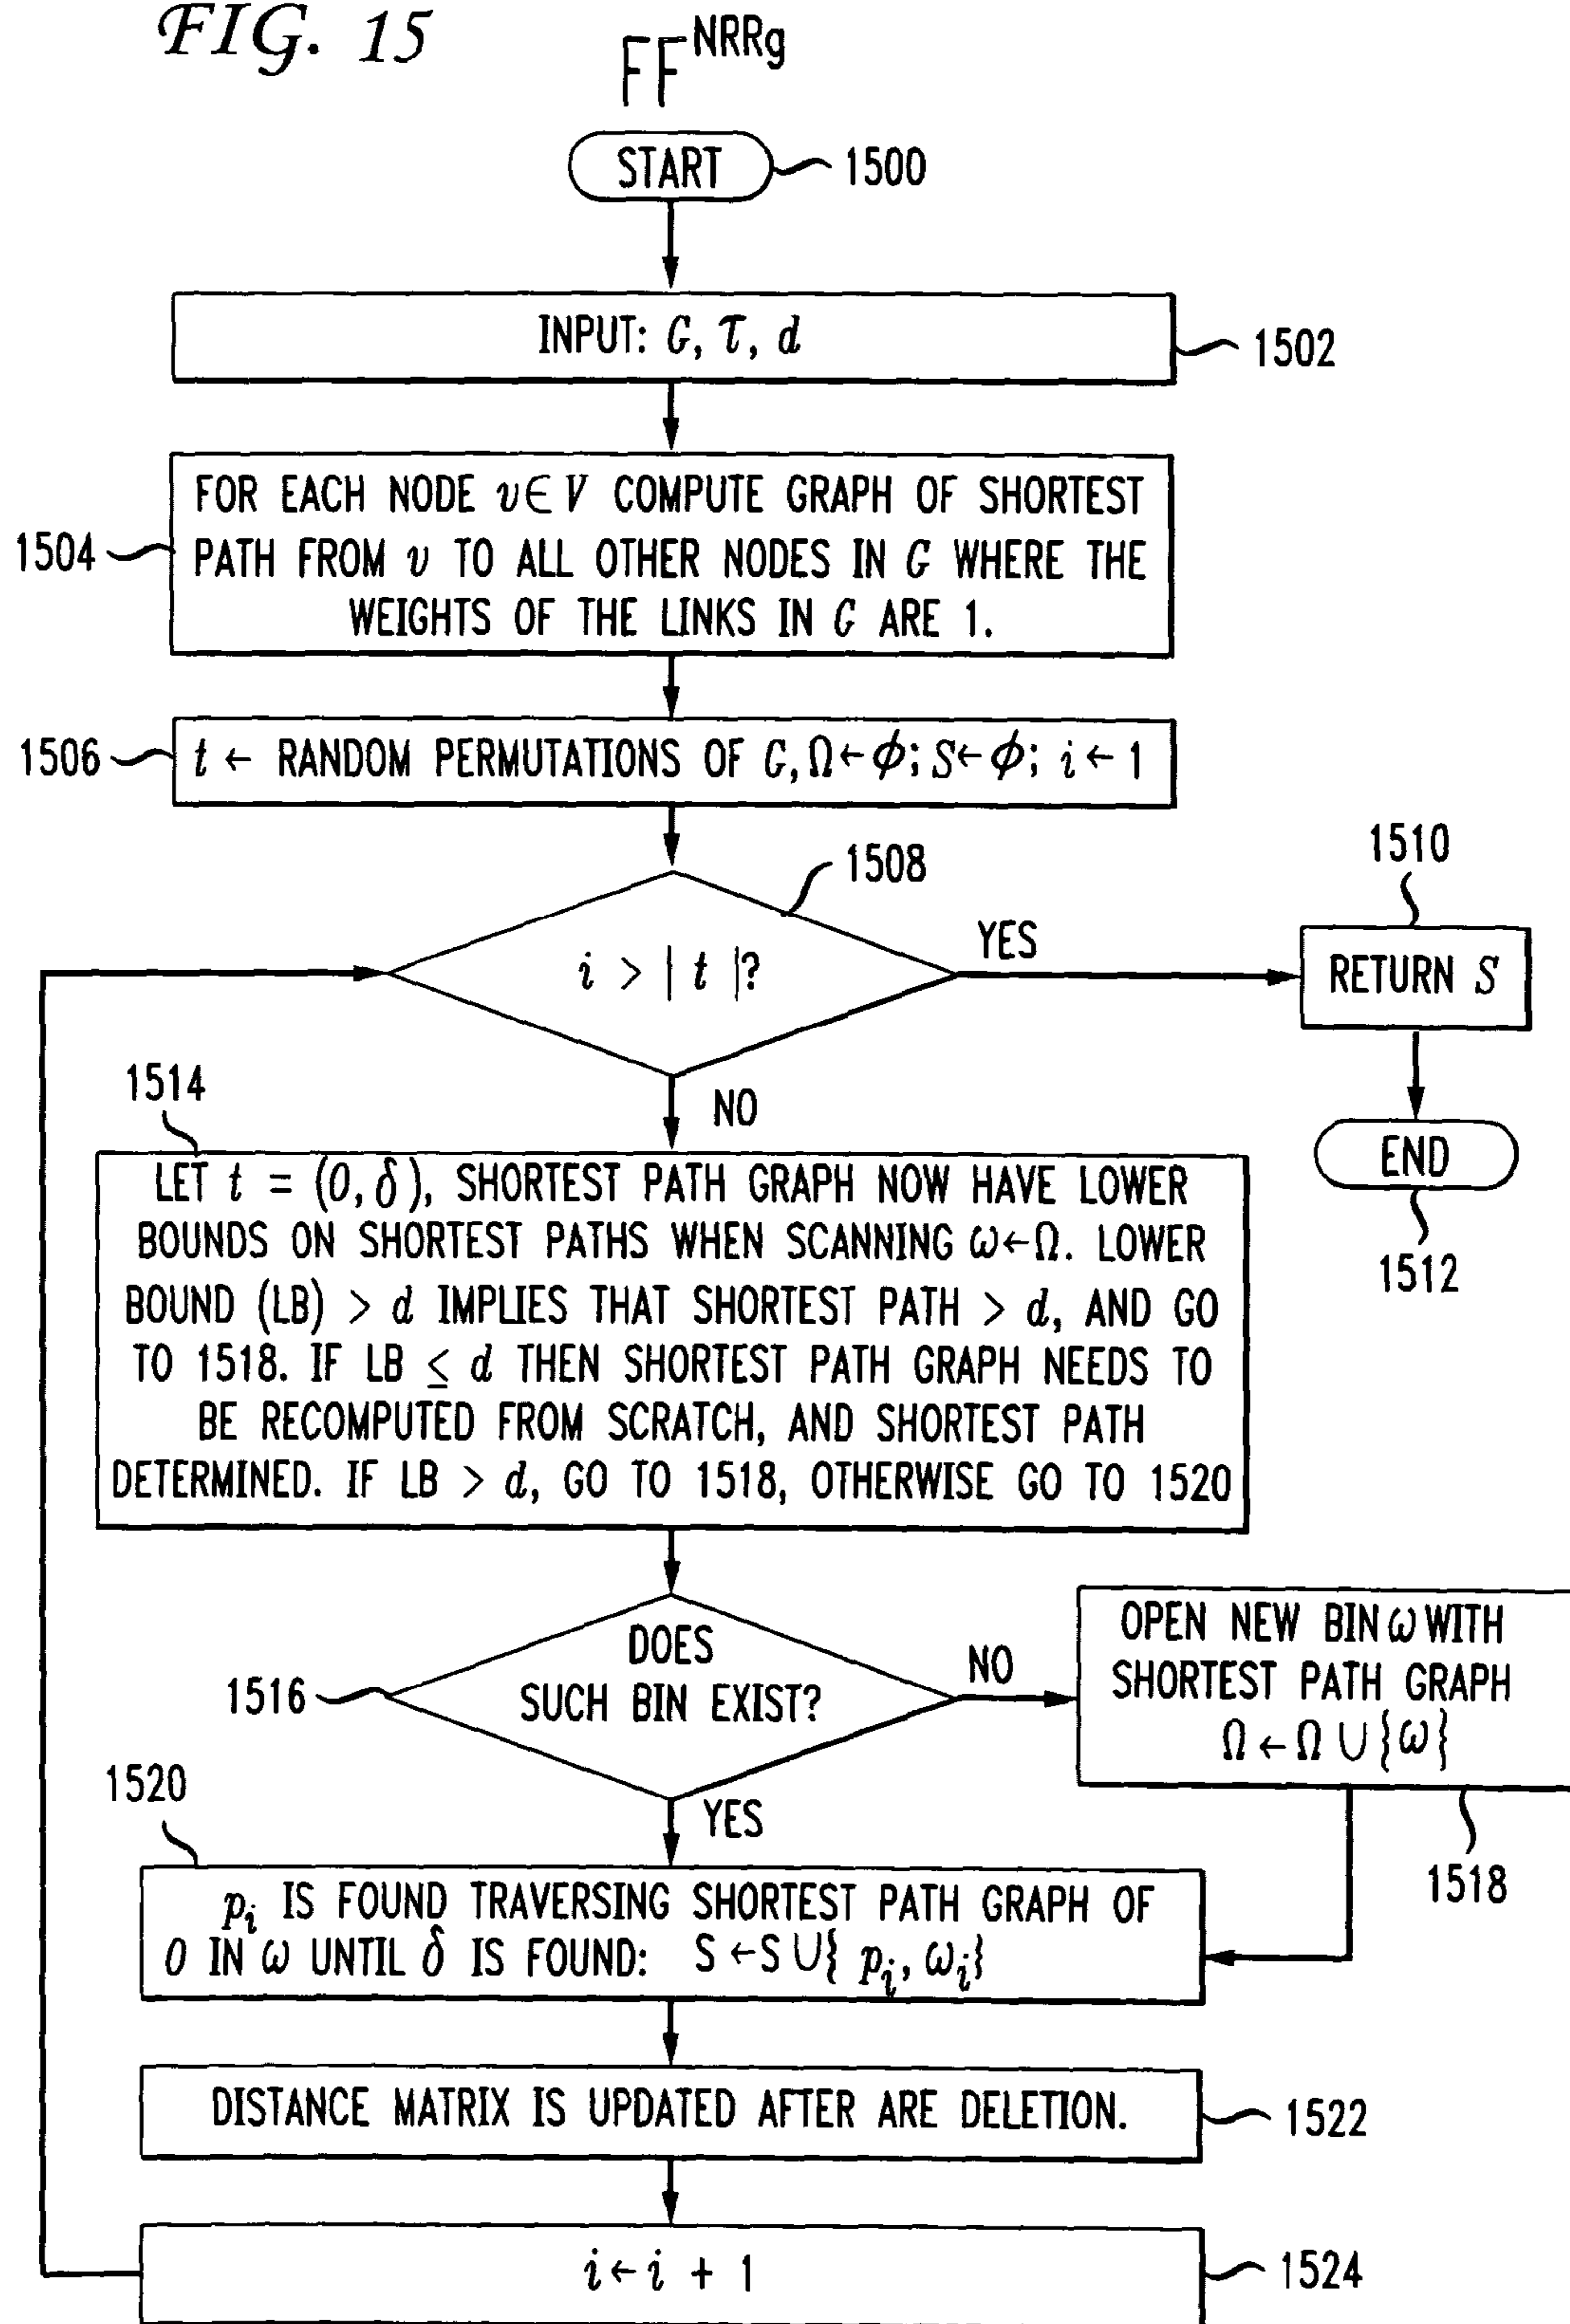 FIG. 15
FF^NRRg
START
1500
INPUT: G, τ, d
1502
1504
FOR EACH NODE υ∈V COMPUTE GRAPH OF SHORTEST
PATH FROM υ TO ALL OTHER NODES IN G WHERE THE
WEIGHTS OF THE LINKS IN G ARE 1.
1506
t ← RANDOM PERMUTATIONS OF G, Ω←ϕ; S←ϕ; i ← 1
1508
i > | t |?
YES
1510
RETURN S
END
1512
NO
1514
LET t = (O, δ), SHORTEST PATH GRAPH NOW HAVE LOWER
BOUNDS ON SHORTEST PATHS WHEN SCANNING ω←Ω. LOWER
BOUND (LB) > d IMPLIES THAT SHORTEST PATH > d, AND GO
TO 1518. IF LB ≤ d THEN SHORTEST PATH GRAPH NEEDS TO
BE RECOMPUTED FROM SCRATCH, AND SHORTEST PATH
DETERMINED. IF LB > d, GO TO 1518, OTHERWISE GO TO 1520
1516
DOES
SUCH BIN EXIST?
NO
OPEN NEW BIN ω WITH
SHORTEST PATH GRAPH
Ω ← Ω ∪ {ω}
1518
YES
1520
p_i IS FOUND TRAVERSING SHORTEST PATH GRAPH OF
O IN ω UNTIL δ IS FOUND: S ←S ∪{ p_i, ω_i}
DISTANCE MATRIX IS UPDATED AFTER ARE DELETION.
1522
i ← i + 1
1524